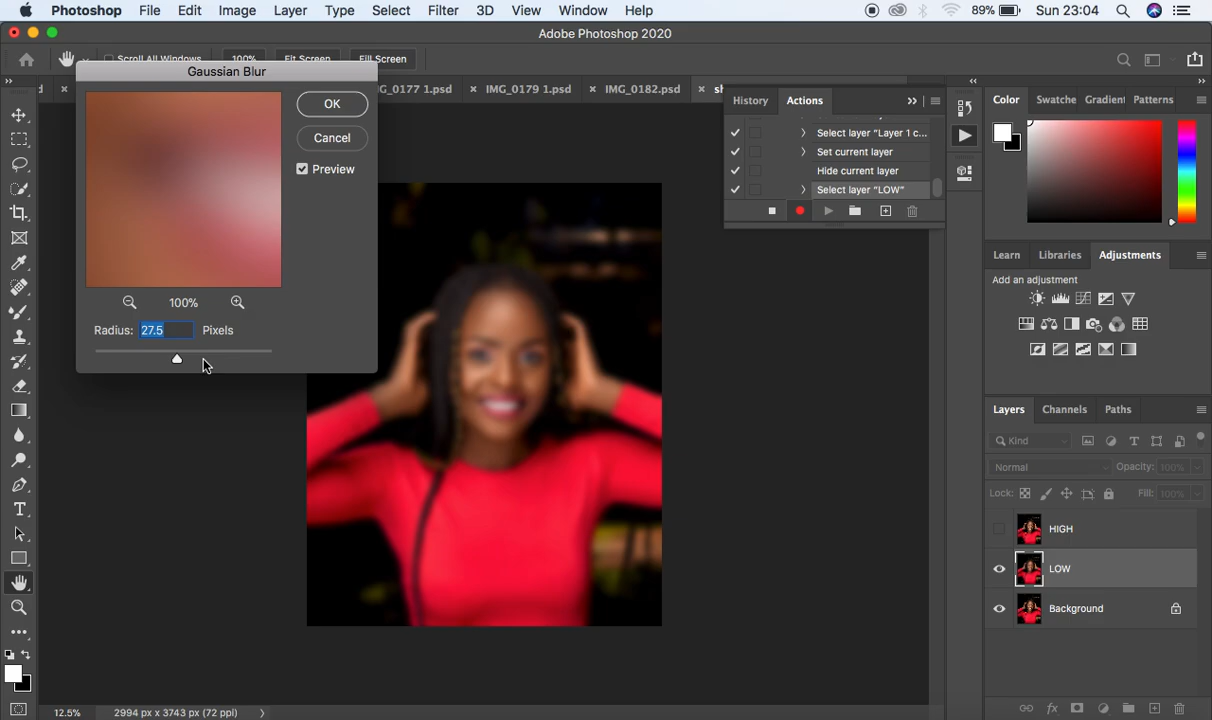 Photoshop File Edit Image Layer Type Select Filter 3D View Window Help 89% Sun 23:04
Adobe Photoshop 2020
Scroll All Windows 100% Fit Screen Fill Screen
G_0177 1.psd × IMG_0179 1.psd × IMG_0182.psd × sh
Gaussian Blur
OK
Cancel
Preview
100%
Radius: 27.5 Pixels
History Actions
Select layer “Layer 1 c...
Set current layer
Hide current layer
Select layer “LOW”
Color Swatche Gradient Patterns
Learn Libraries Adjustments
Add an adjustment
Layers Channels Paths
Kind
Normal Opacity: 100%
Lock: Fill: 100%
HIGH
LOW
Background
12.5% 2994 px x 3743 px (72 ppi)